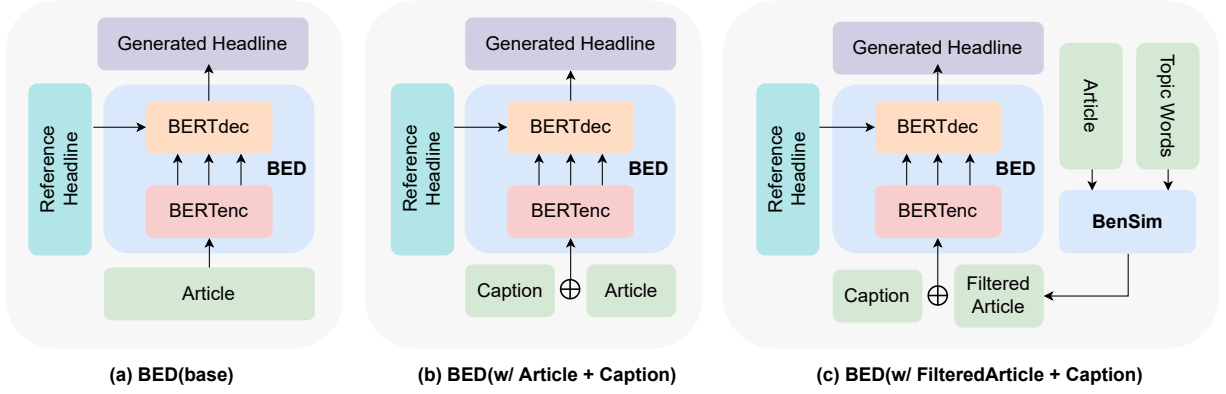 Generated Headline
Reference
Headline
BERTdec
BED
BERTenc
Article
(a) BED(base)
Generated Headline
Reference
Headline
BERTdec
BED
BERTenc
Caption
Article
(b) BED(w/ Article + Caption)
Generated Headline
Reference
Headline
BERTdec
BED
BERTenc
Caption
Filtered
Article
Article
Topic Words
BenSim
(c) BED(w/ FilteredArticle + Caption)